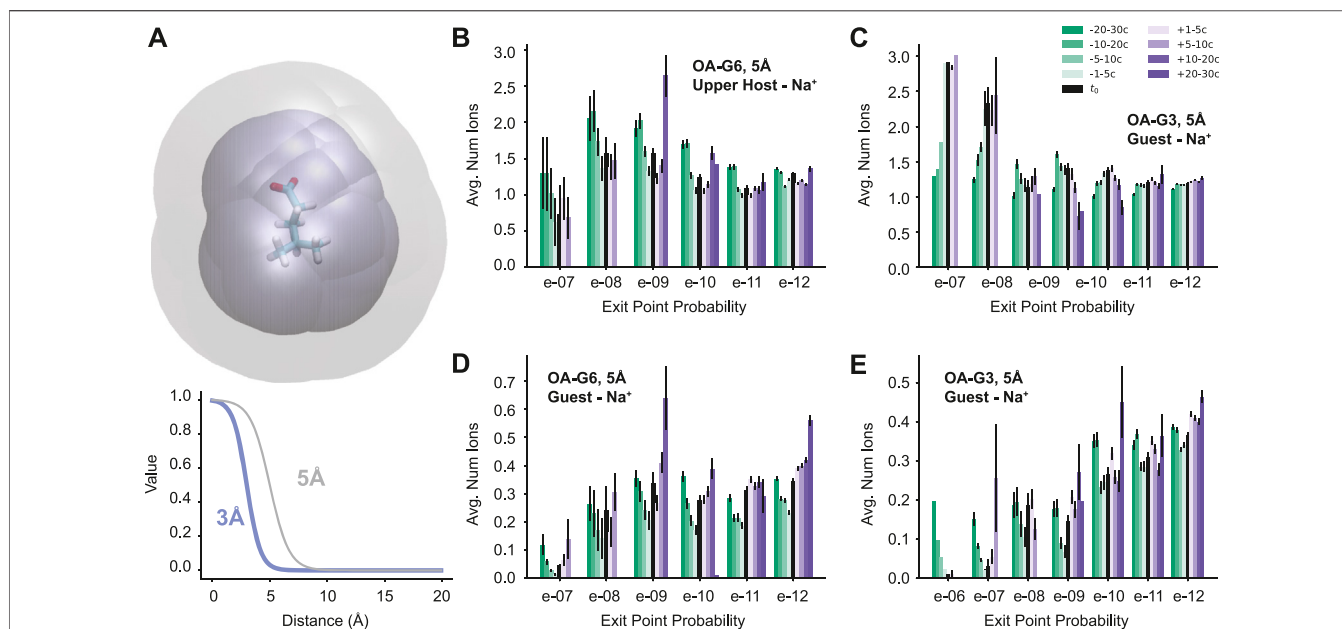 A
1.0
0.8
0.6
0.4
0.2
0.0
Value
3Å
5Å
0
5
10
15
20
Distance (Å)
B
OA-G6, 5Å
Upper Host - Na⁺
Avg. Num Ions
3.0
2.5
2.0
1.5
1.0
0.5
0.0
e-07
e-08
e-09
e-10
e-11
e-12
Exit Point Probability
C
-20-30c
-10-20c
-5-10c
-1-5c
t₀
+1-5c
+5-10c
+10-20c
+20-30c
OA-G3, 5Å
Guest - Na⁺
Avg. Num Ions
3.0
2.5
2.0
1.5
1.0
0.5
0.0
e-07
e-08
e-09
e-10
e-11
e-12
Exit Point Probability
D
OA-G6, 5Å
Guest - Na⁺
Avg. Num Ions
0.7
0.6
0.5
0.4
0.3
0.2
0.1
0.0
e-07
e-08
e-09
e-10
e-11
e-12
Exit Point Probability
E
OA-G3, 5Å
Guest - Na⁺
Avg. Num Ions
0.5
0.4
0.3
0.2
0.1
0.0
e-06
e-07
e-08
e-09
e-10
e-11
e-12
Exit Point Probability